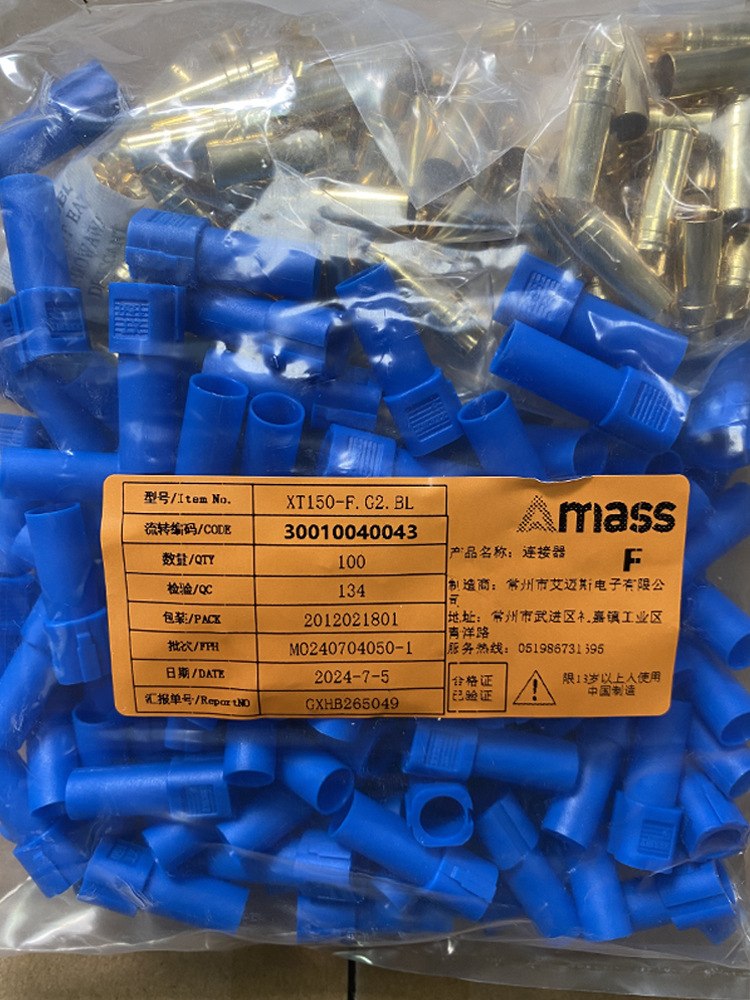 型号/Item No. XT150-F.G2.BL
流转编码/CODE 30010040043
数量/QTY 100
检验/QC 134
包装/PACK 2012021801
批次/FPH MO240704050-1
日期/DATE 2024-7-5
汇报单号/ReportNO GXHB265049
Amass
产品名称：连接器 F
制造商：常州市艾迈斯电子有限公
司
地址：常州市武进区礼嘉镇工业区
青洋路
服务热线：
合格证
已验证
限13岁以上人使用
中国制造